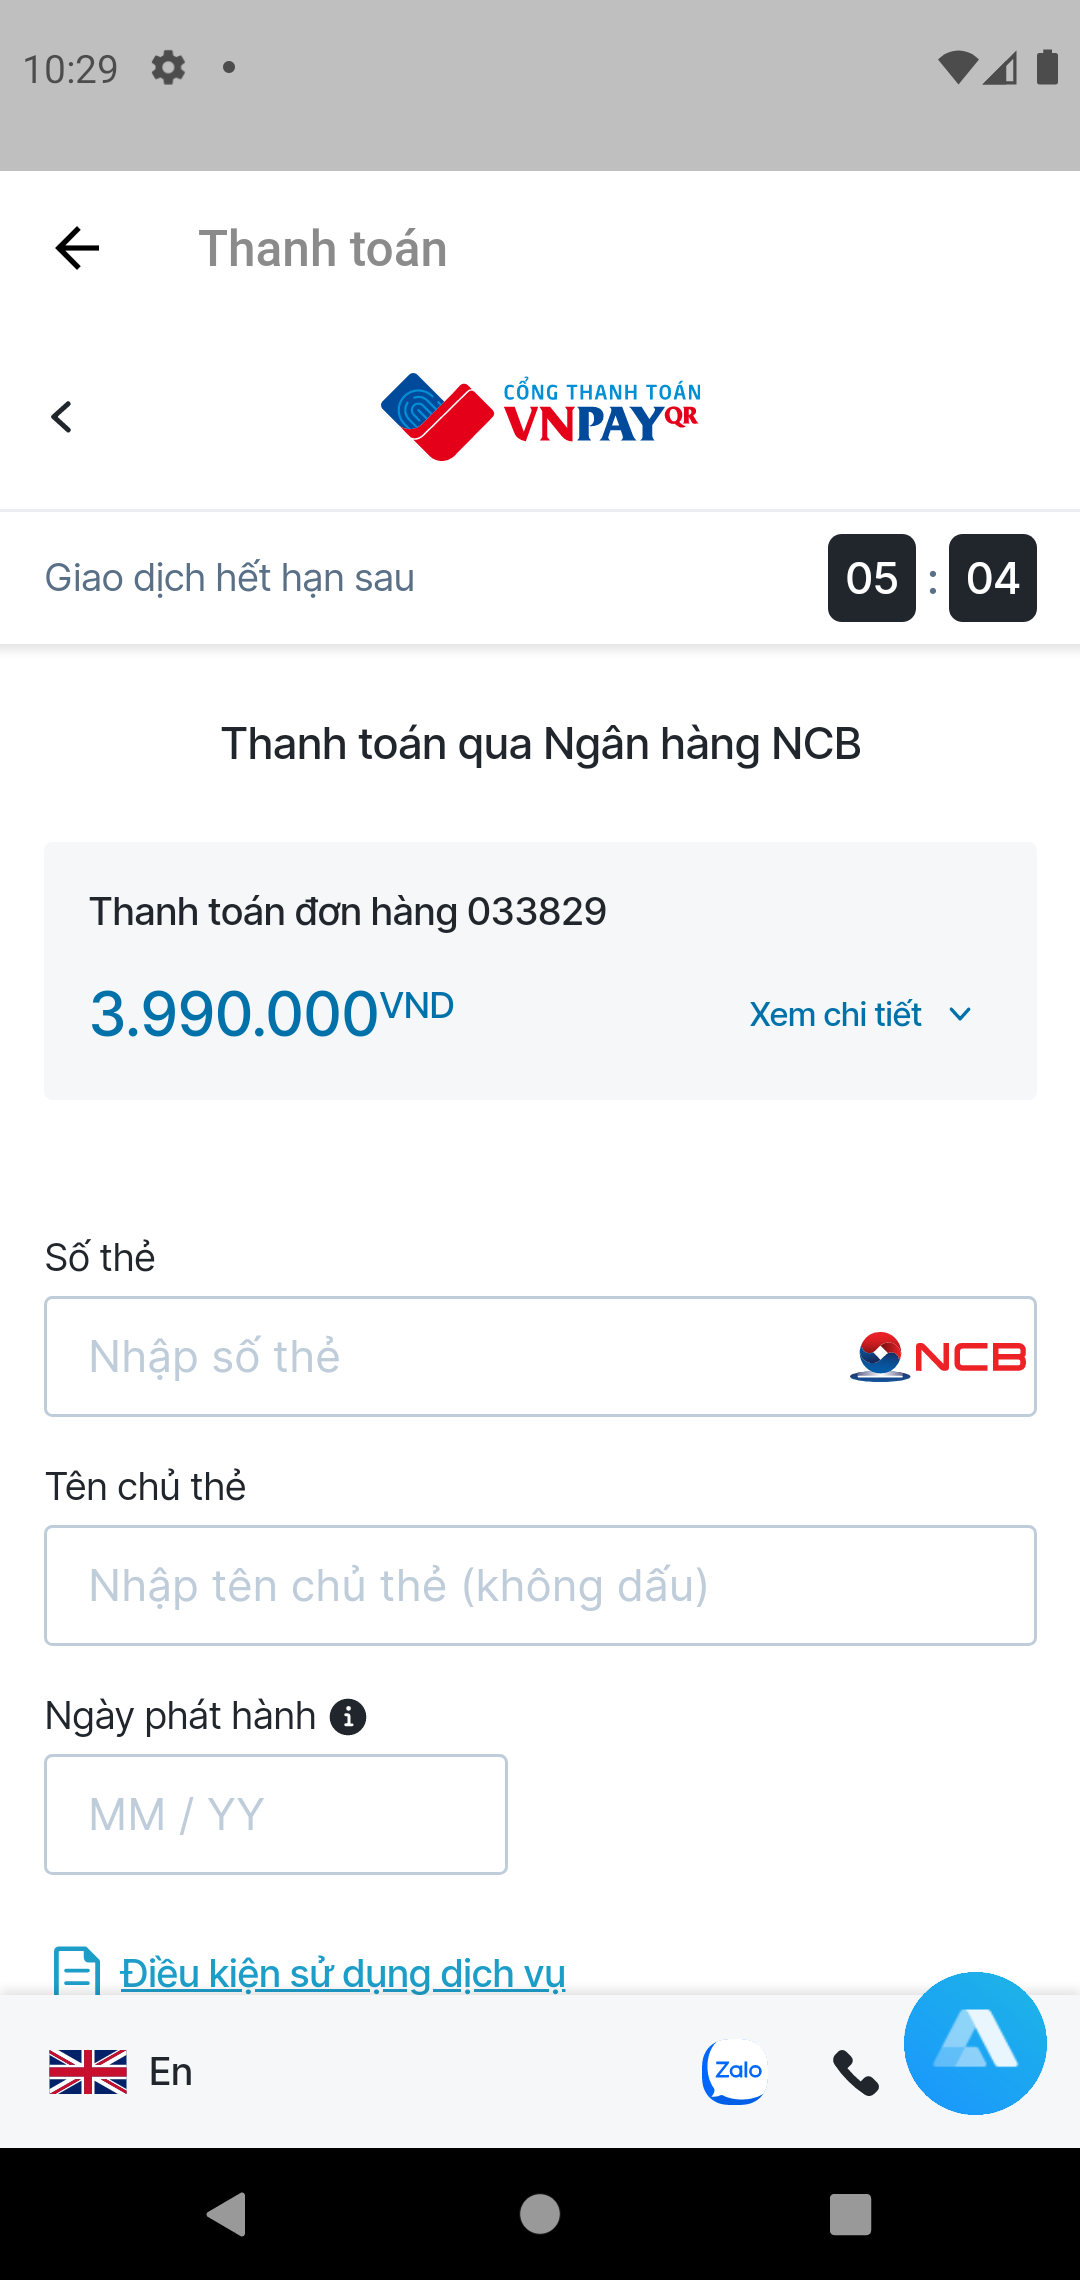 10:29
Thanh toán
CỔNG THANH TOÁN
VNPAYQR
Giao dịch hết hạn sau
05 : 04
Thanh toán qua Ngân hàng NCB
Thanh toán đơn hàng 033829
3.990.000VND
Xem chi tiết
Số thẻ
Nhập số thẻ
NCB
Tên chủ thẻ
Nhập tên chủ thẻ (không dấu)
Ngày phát hành
MM / YY
Điều kiện sử dụng dịch vụ
En
Zalo